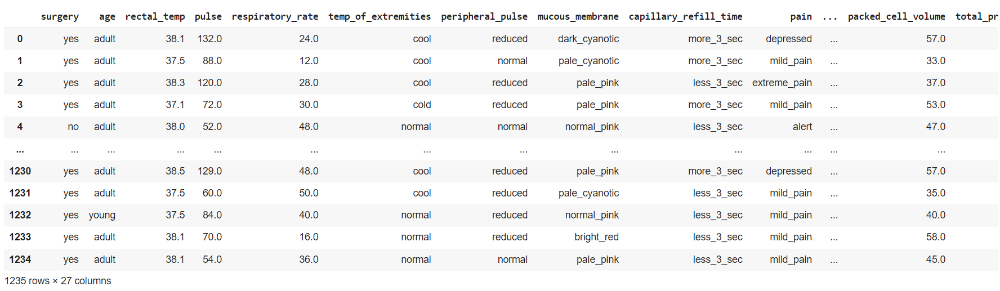 surgery age rectal_temp pulse respiratory_rate temp_of_extremities peripheral_pulse mucous_membrane capillary_refill_time pain ... packed_cell_volume total_pr
0 yes adult 38.1 132.0 24.0 cool reduced dark_cyanotic more_3_sec depressed ... 57.0
1 yes adult 37.5 88.0 12.0 cool normal pale_cyanotic more_3_sec mild_pain ... 33.0
2 yes adult 38.3 120.0 28.0 cool reduced pale_pink less_3_sec extreme_pain ... 37.0
3 yes adult 37.1 72.0 30.0 cold reduced pale_pink more_3_sec mild_pain ... 53.0
4 no adult 38.0 52.0 48.0 normal normal normal_pink less_3_sec alert ... 47.0
... ... ... ... ... ... ... ... ... ... ... ... ...
1230 yes adult 38.5 129.0 48.0 cool reduced pale_pink more_3_sec depressed ... 57.0
1231 yes adult 37.5 60.0 50.0 cool reduced pale_cyanotic less_3_sec mild_pain ... 35.0
1232 yes young 37.5 84.0 40.0 normal reduced normal_pink less_3_sec mild_pain ... 40.0
1233 yes adult 38.1 70.0 16.0 normal reduced bright_red less_3_sec mild_pain ... 58.0
1234 yes adult 38.1 54.0 36.0 normal normal pale_pink less_3_sec mild_pain ... 45.0
1235 rows × 27 columns